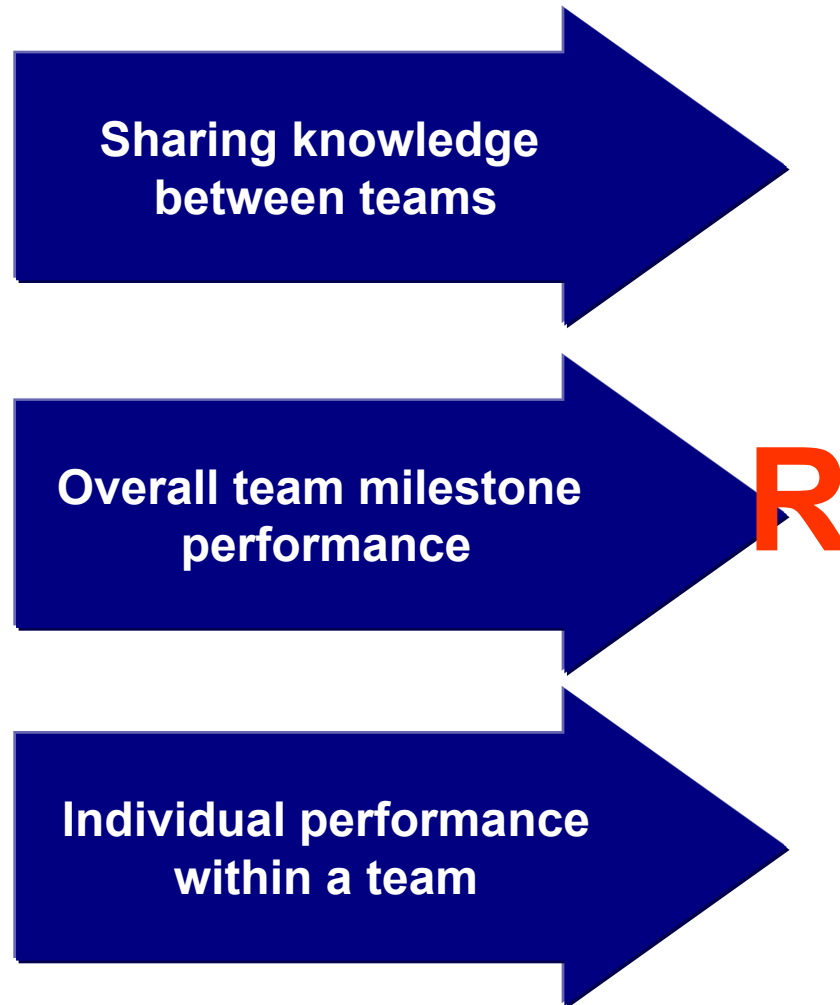 Sharing knowledge
between teams
Overall team milestone
performance
R
Individual performance
within a team